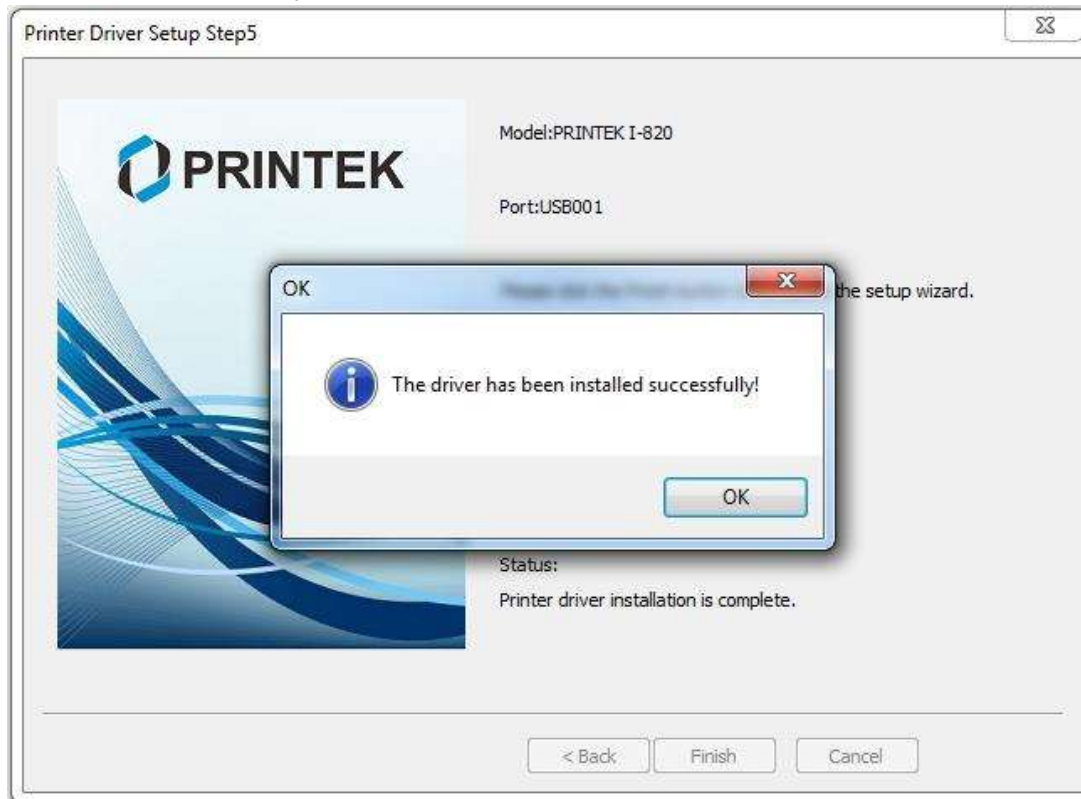 Printer Driver Setup Step5
PRINTEK
Model:PRINTEK I-820
Port:USB001
OK
the setup wizard.
The driver has been installed successfully!
OK
Status:
Printer driver installation is complete.
< Back
Finish
Cancel